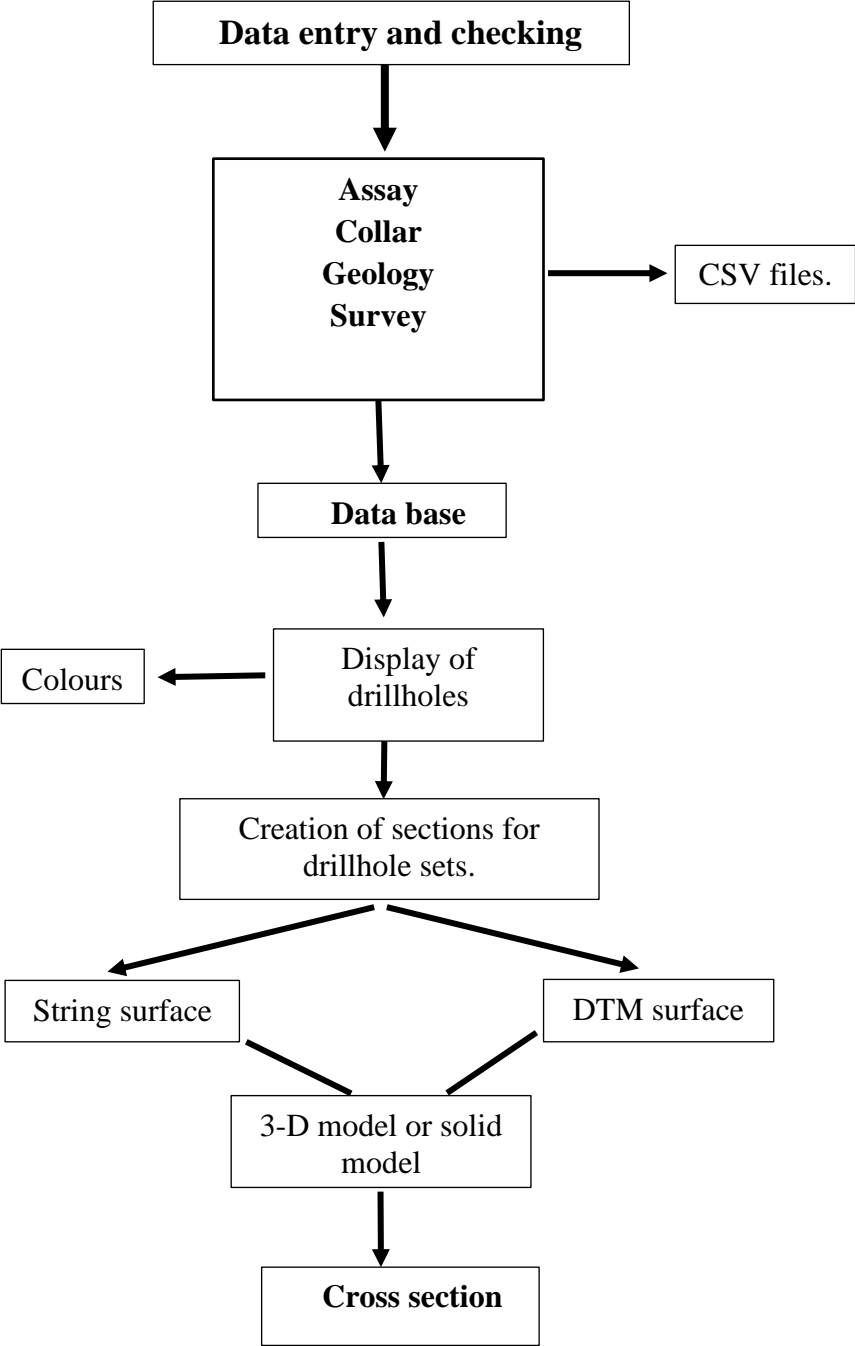 Data entry and checking
Assay
Collar
Geology
Survey
CSV files.
Data base
Display of
drillholes
Colours
Creation of sections for
drillhole sets.
String surface
DTM surface
3-D model or solid
model
Cross section